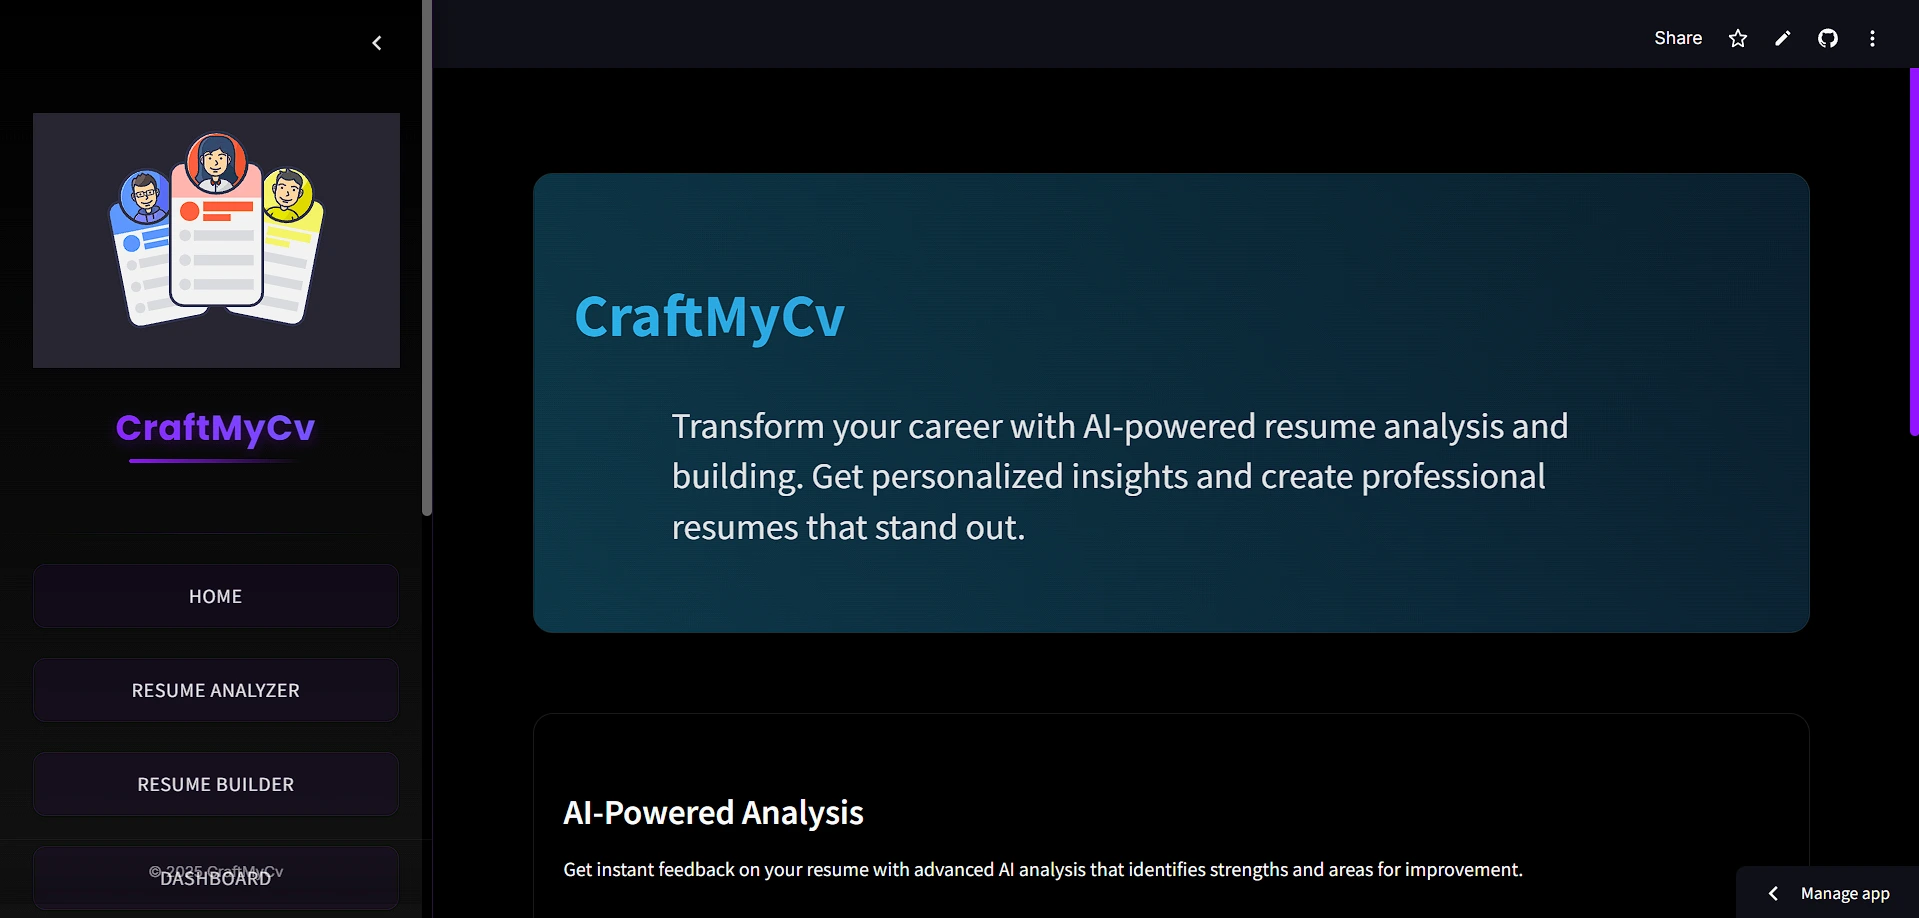 Share
CraftMyCv
HOME
RESUME ANALYZER
RESUME BUILDER
© 2025 CraftMyCv
DASHBOARD
CraftMyCv
Transform your career with AI-powered resume analysis and
building. Get personalized insights and create professional
resumes that stand out.
AI-Powered Analysis
Get instant feedback on your resume with advanced AI analysis that identifies strengths and areas for improvement.
Manage app